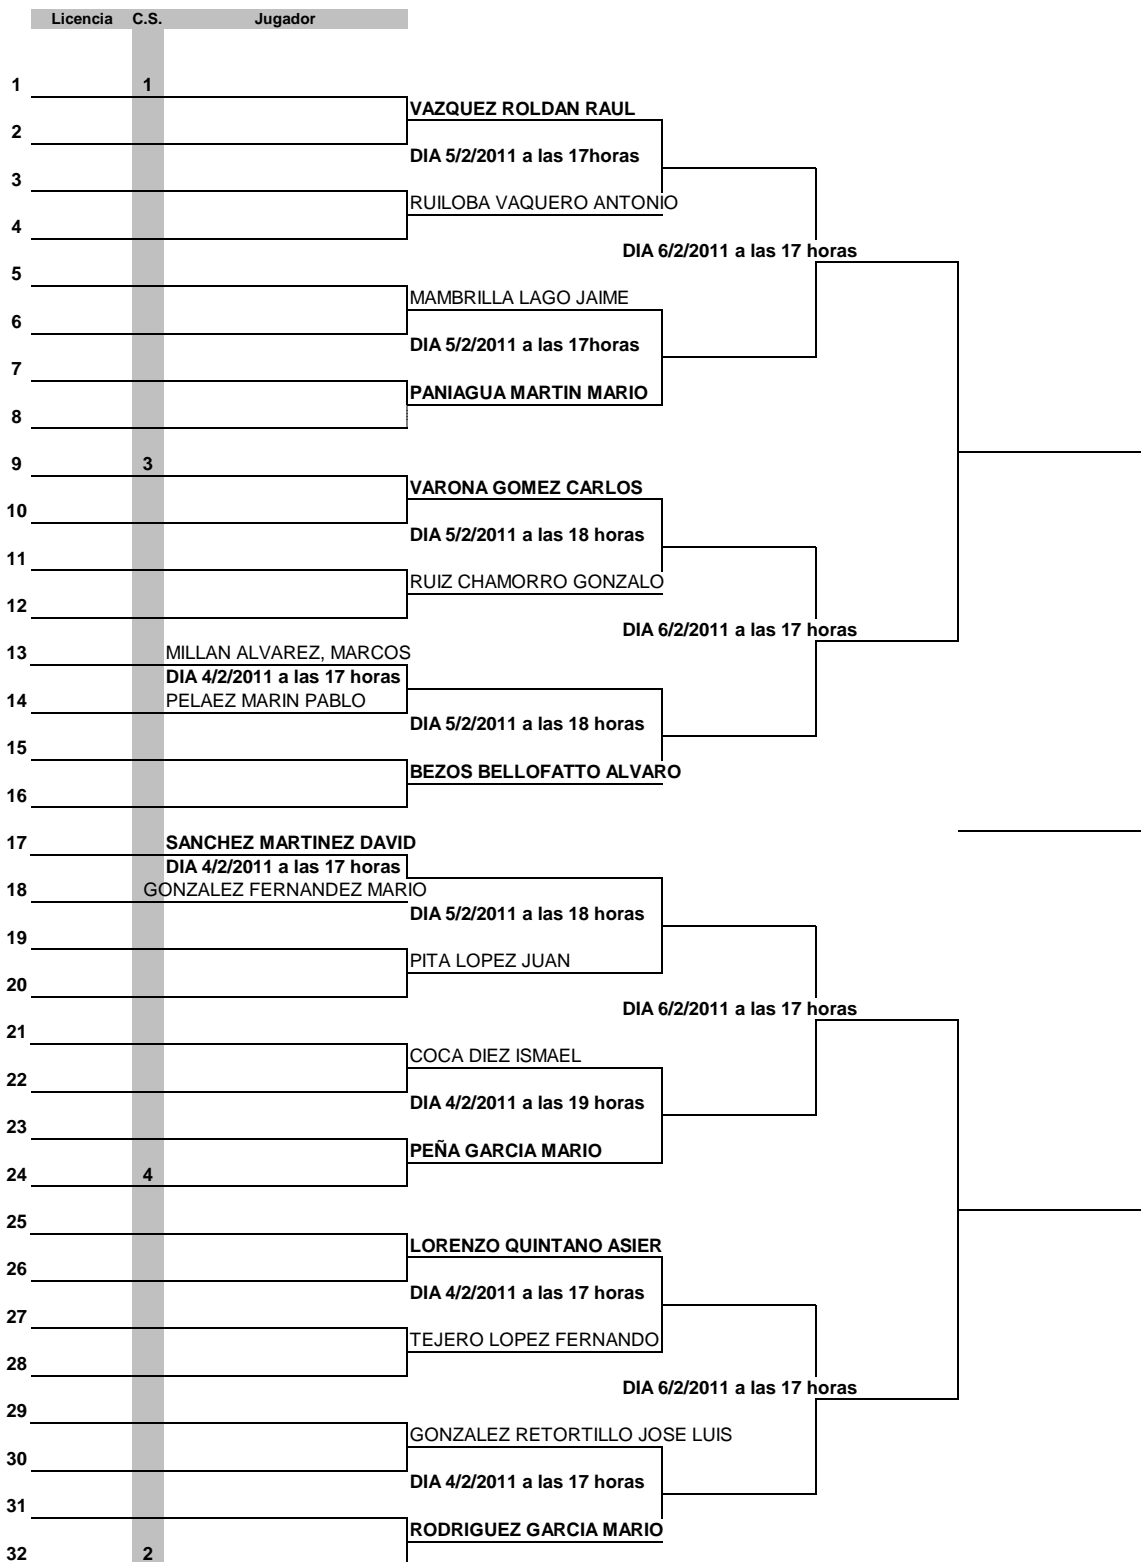 Licencia C.S. Jugador
1 1
VAZQUEZ ROLDAN RAUL
2
DIA 5/2/2011 a las 17horas
3
RUILOBA VAQUERO ANTONIO
4
DIA 6/2/2011 a las 17 horas
5
MAMBRILLA LAGO JAIME
6
DIA 5/2/2011 a las 17horas
7
PANIAGUA MARTIN MARIO
8
9 3
VARONA GOMEZ CARLOS
10
DIA 5/2/2011 a las 18 horas
11
RUIZ CHAMORRO GONZALO
12
DIA 6/2/2011 a las 17 horas
13 MILLAN ALVAREZ, MARCOS
DIA 4/2/2011 a las 17 horas
14 PELAEZ MARIN PABLO
DIA 5/2/2011 a las 18 horas
15
BEZOS BELLOFATTO ALVARO
16
17 SANCHEZ MARTINEZ DAVID
DIA 4/2/2011 a las 17 horas
18 GONZALEZ FERNANDEZ MARIO
DIA 5/2/2011 a las 18 horas
19
PITA LOPEZ JUAN
20
DIA 6/2/2011 a las 17 horas
21
COCA DIEZ ISMAEL
22
DIA 4/2/2011 a las 19 horas
23
PEÑA GARCIA MARIO
24 4
25
LORENZO QUINTANO ASIER
26
DIA 4/2/2011 a las 17 horas
27
TEJERO LOPEZ FERNANDO
28
DIA 6/2/2011 a las 17 horas
29
GONZALEZ RETORTILLO JOSE LUIS
30
DIA 4/2/2011 a las 17 horas
31
RODRIGUEZ GARCIA MARIO
32 2